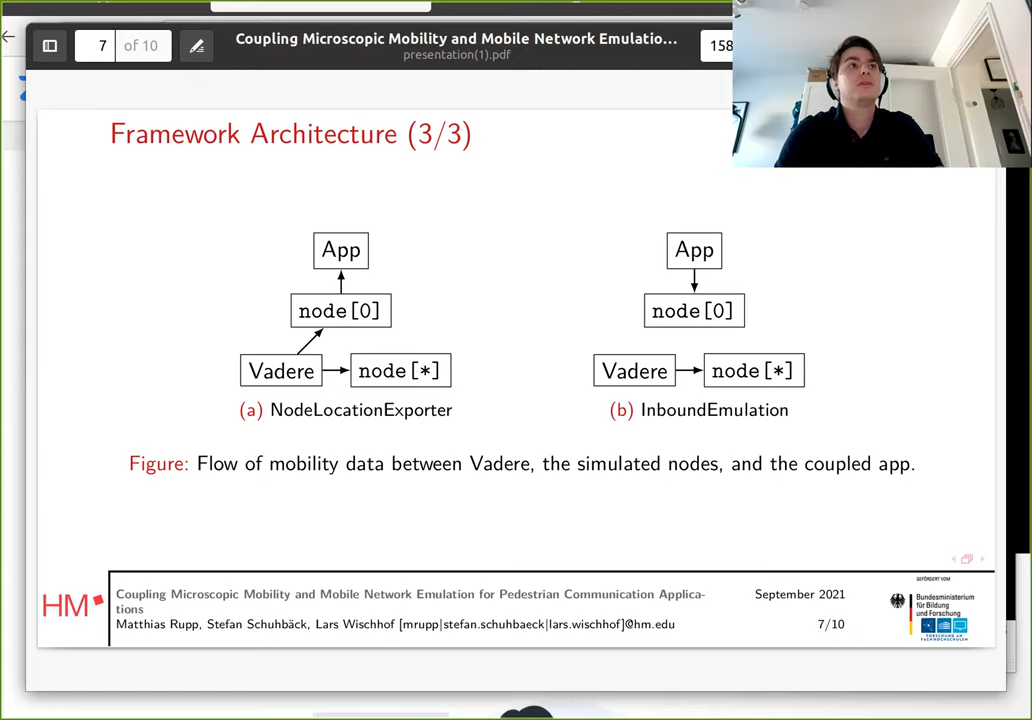 7 of 10
Coupling Microscopic Mobility and Mobile Network Emulatio...
presentation(1).pdf
158
Framework Architecture (3/3)
App
node[0]
Vadere
node[*]
(a) NodeLocationExporter
App
node[0]
Vadere
node[*]
(b) InboundEmulation
Figure: Flow of mobility data between Vadere, the simulated nodes, and the coupled app.
HM
Coupling Microscopic Mobility and Mobile Network Emulation for Pedestrian Communication Applica-
tions
Matthias Rupp, Stefan Schuhbäck, Lars Wischhof [mrupp|stefan.schuhbaeck|lars.wischhof]@hm.edu
September 2021
7/10
GEFÖRDERT VOM
Bundesministerium
für Bildung
und Forschung
FORSCHUNG AN
FACHHOCHSCHULEN